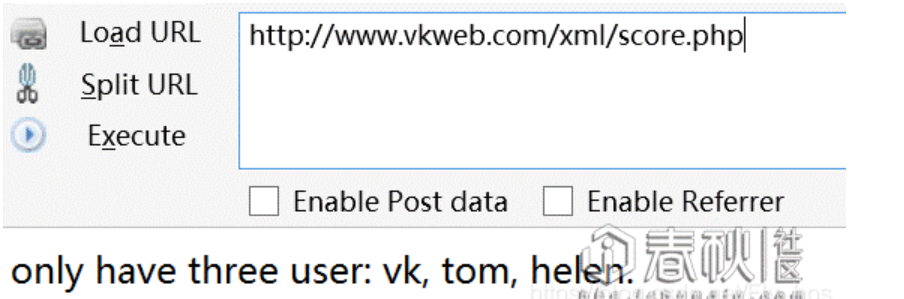 Load URL
http://www.vkweb.com/xml/score.php
Split URL
Execute
Enable Post data
Enable Referrer
only have three user: vk, tom, helen.
春秋 社区